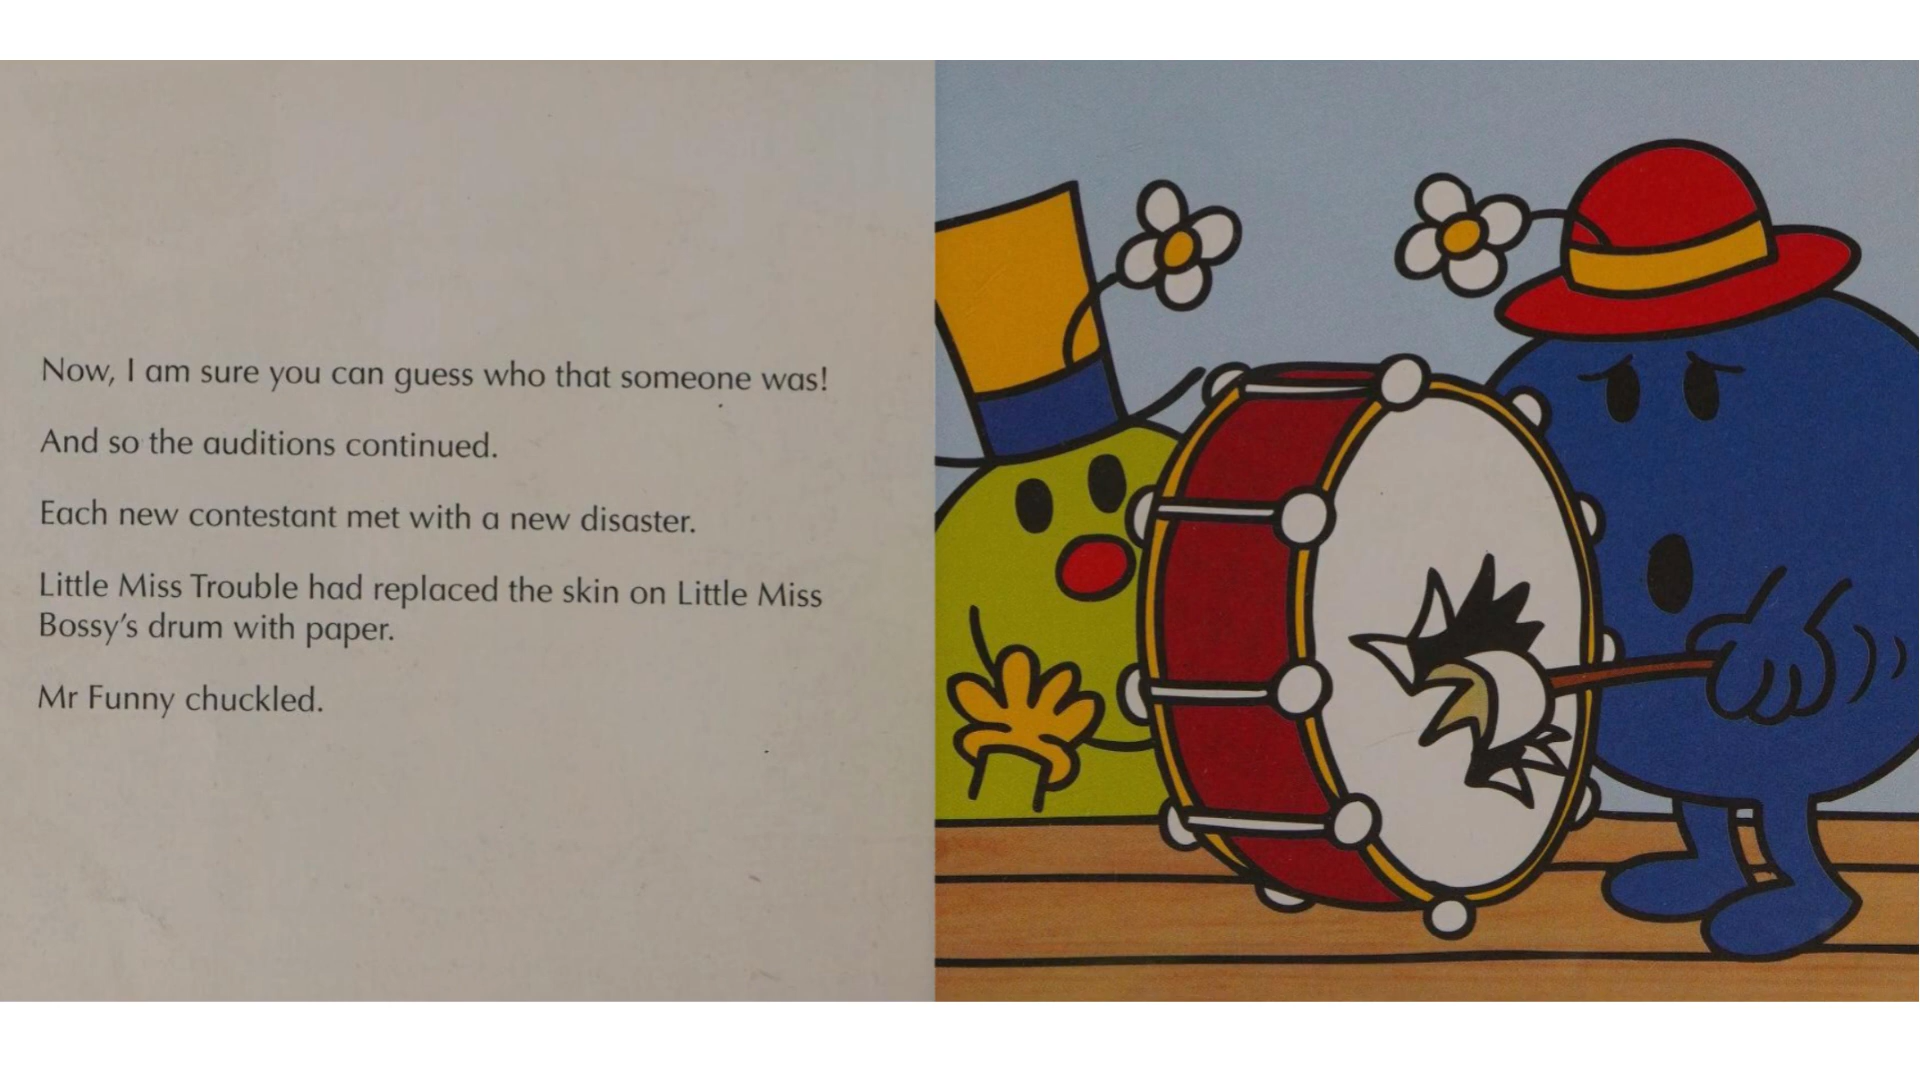 Now, I am sure you can guess who that someone was!
And so the auditions continued.
Each new contestant met with a new disaster.
Little Miss Trouble had replaced the skin on Little Miss
Bossy's drum with paper.
Mr Funny chuckled.